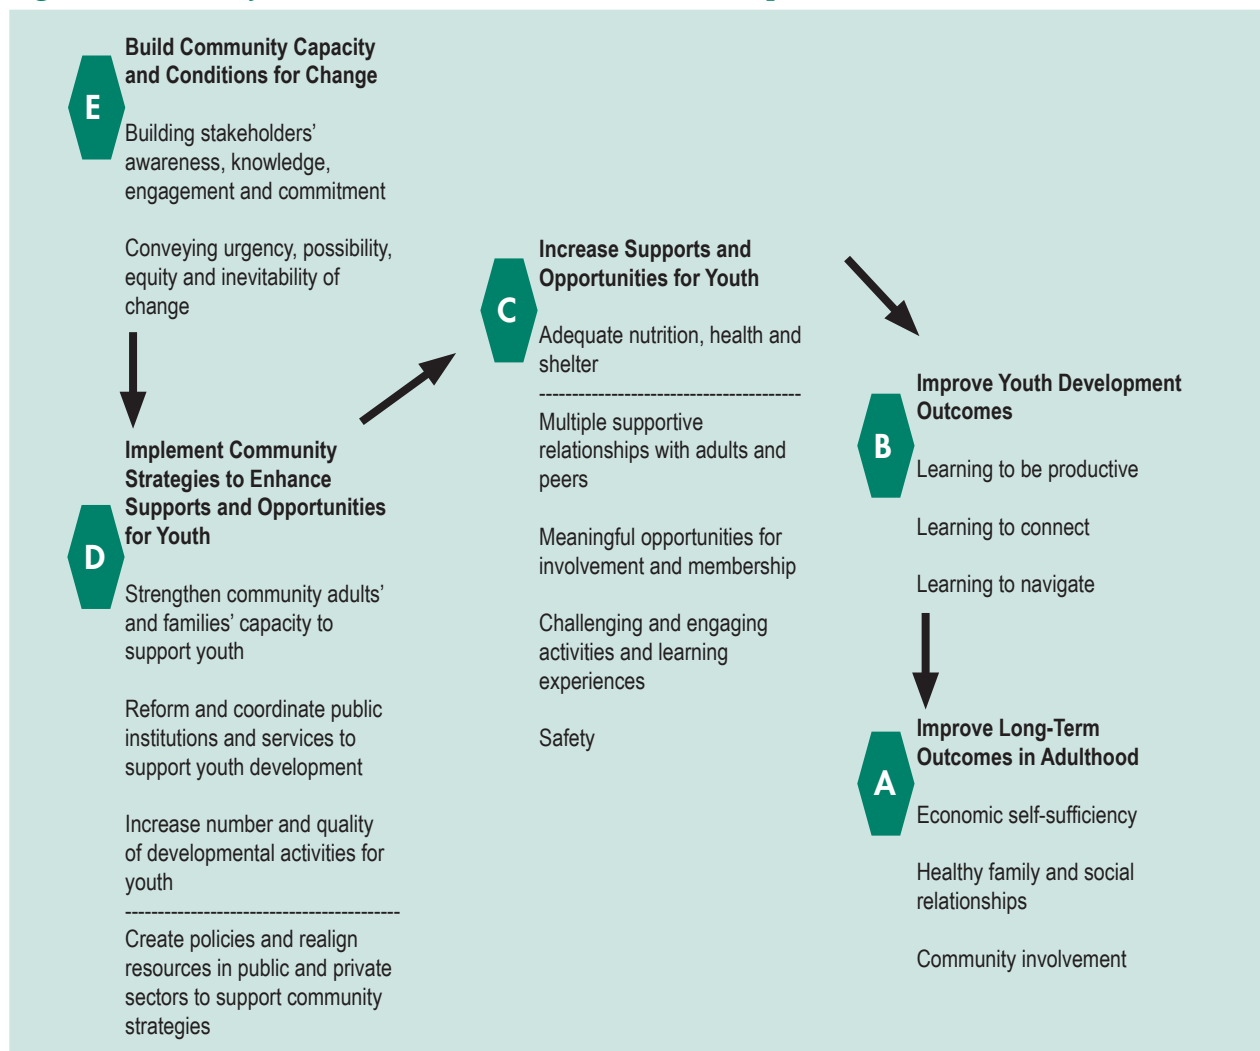 E
Build Community Capacity
and Conditions for Change
Building stakeholders’
awareness, knowledge,
engagement and commitment
Conveying urgency, possibility,
equity and inevitability of
change
D
Implement Community
Strategies to Enhance
Supports and Opportunities
for Youth
Strengthen community adults’
and families’ capacity to
support youth
Reform and coordinate public
institutions and services to
support youth development
Increase number and quality
of developmental activities for
youth
Create policies and realign
resources in public and private
sectors to support community
strategies
C
Increase Supports and
Opportunities for Youth
Adequate nutrition, health and
shelter
Multiple supportive
relationships with adults and
peers
Meaningful opportunities for
involvement and membership
Challenging and engaging
activities and learning
experiences
Safety
B
Improve Youth Development
Outcomes
Learning to be productive
Learning to connect
Learning to navigate
A
Improve Long-Term
Outcomes in Adulthood
Economic self-sufficiency
Healthy family and social
relationships
Community involvement